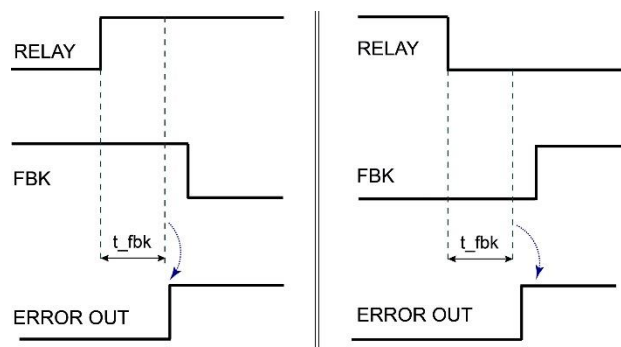 RELAY
FBK
t_fbk
ERROR OUT
RELAY
FBK
t_fbk
ERROR OUT